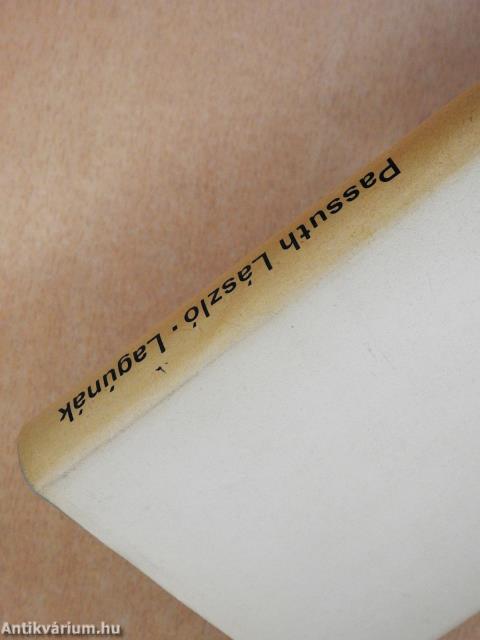 Passuth László · Lagúnák
Antikvárium.hu